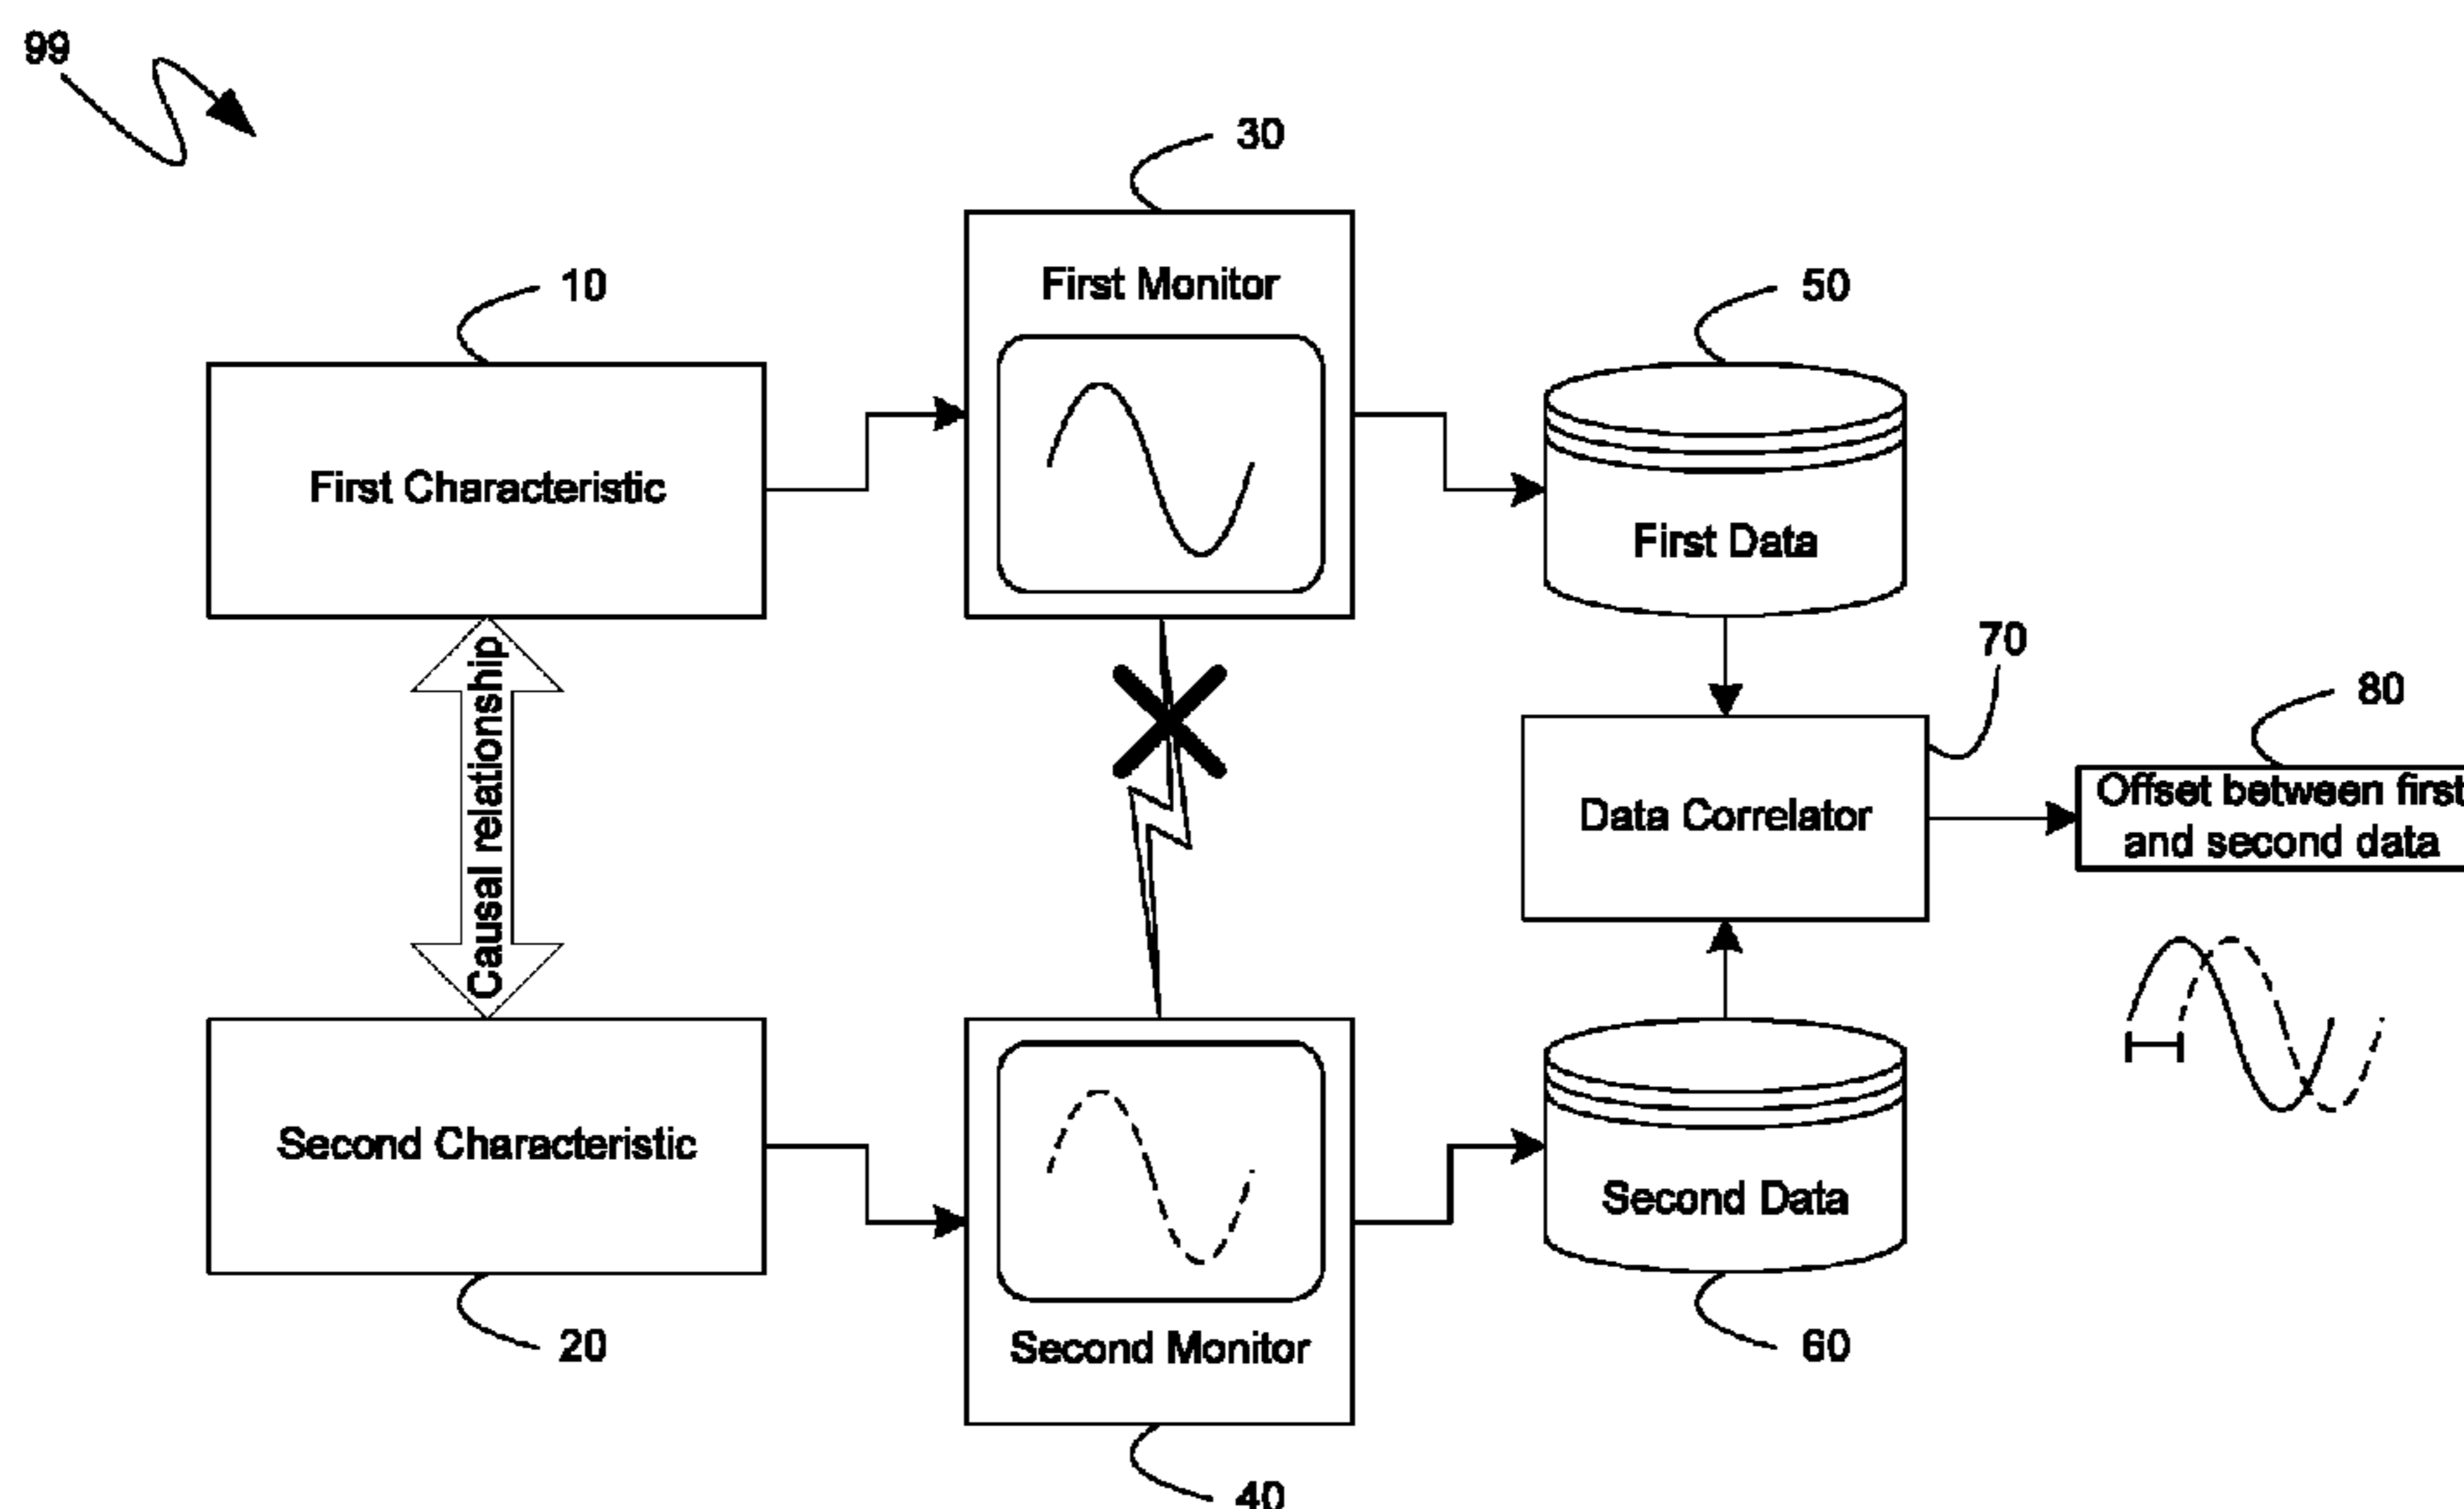 99
30
First Monitor
10
50
First Characteristic
First Data
70
80
Causal relationship
Offset between first
and second data
Data Correlator
Second Characteristic
Second Data
20
Second Monitor
60
40